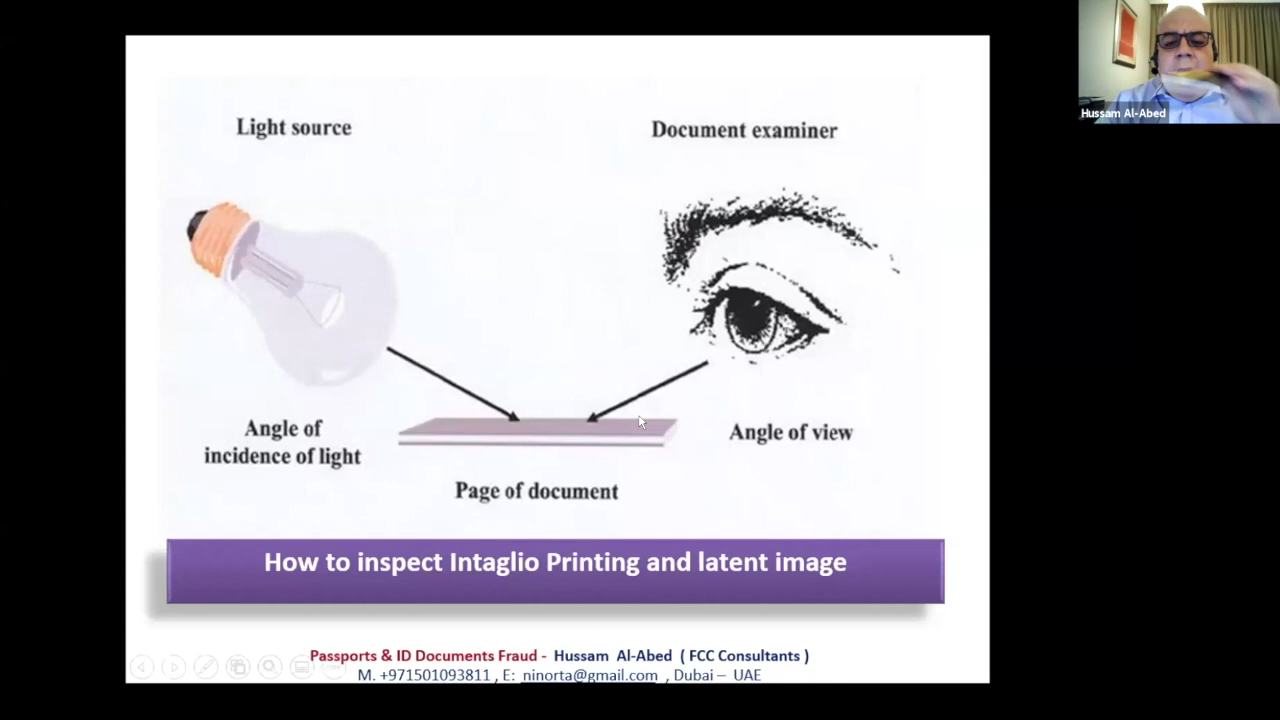 Hussam Al-Abed
Light source
Document examiner
Angle of
incidence of light
Angle of view
Page of document
How to inspect Intaglio Printing and latent image
Passports & ID Documents Fraud - Hussam Al-Abed ( FCC Consultants )
M. +971501093811 , E: ninorta@gmail.com , Dubai – UAE